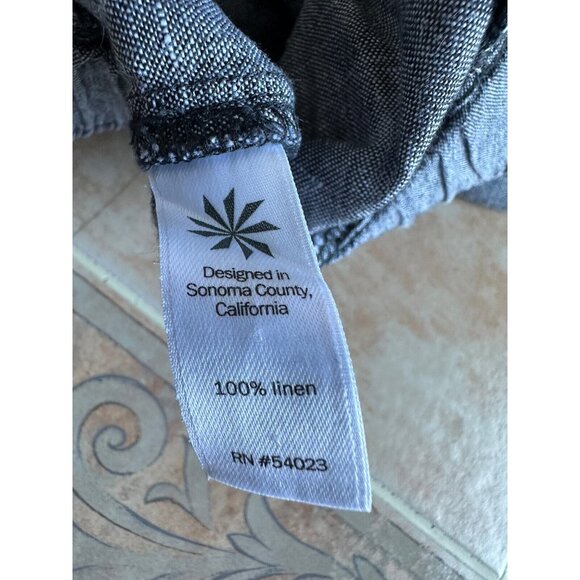 Designed in
Sonoma County,
California
100% linen
RN #54023